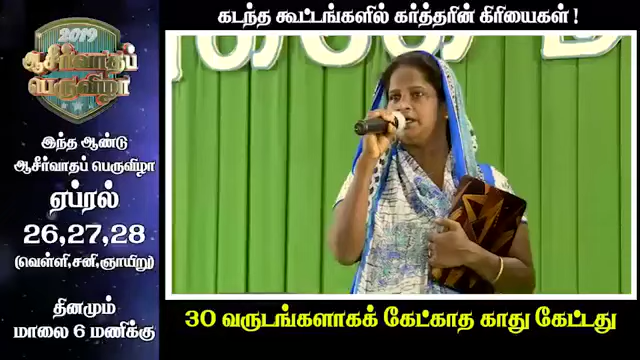 கடந்த கூட்டங்களில் கர்த்தரின் கிரியைகள் !
2019
ஆசீர்வாதப்
பெருவிழா
இந்த ஆண்டு
ஆசீர்வாதப் பெருவிழா
ஏப்ரல்
26,27,28
(வெள்ளி,சனி,ஞாயிறு)
தினமும்
மாலை 6 மணிக்கு
30 வருடங்களாகக் கேட்காத காது கேட்டது